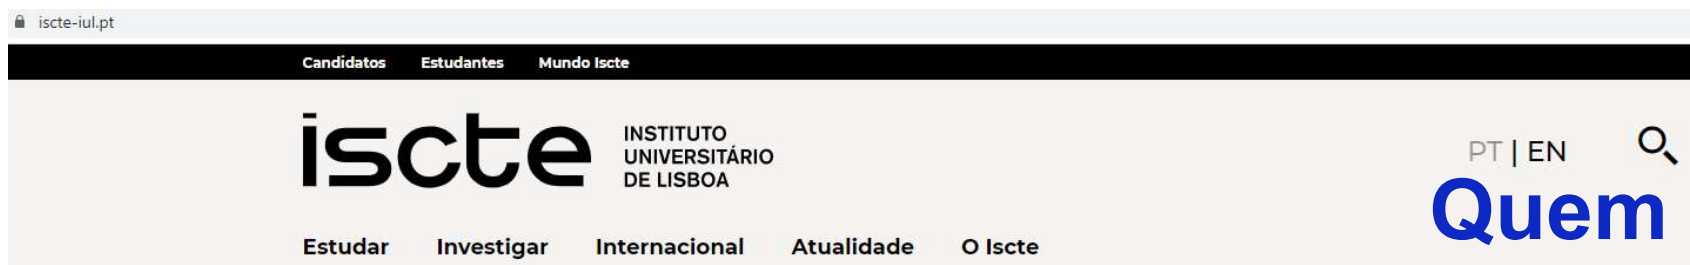 iscte-iul.pt
Candidatos Estudantes Mundo Iscte
iscte INSTITUTO
UNIVERSITÁRIO
DE LISBOA
PT | EN
Quem
Estudar Investigar Internacional Atualidade O Iscte